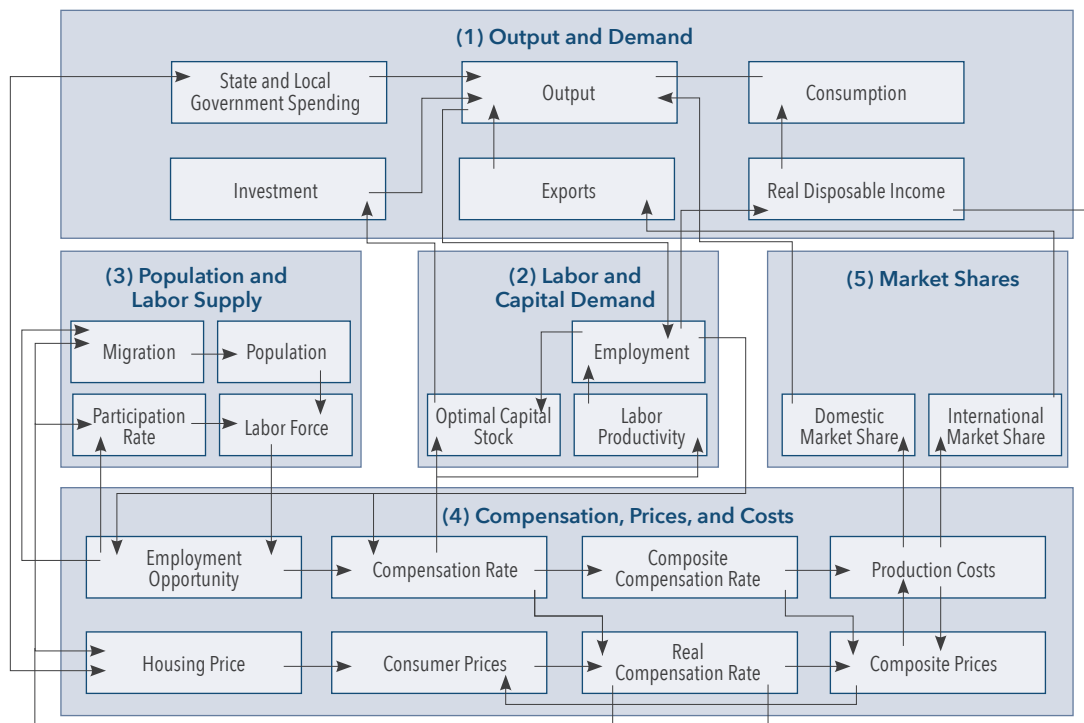 (1) Output and Demand
State and Local
Government Spending
Output
Consumption
Investment
Exports
Real Disposable Income
(3) Population and
Labor Supply
Migration
Population
Participation
Rate
Labor Force
(2) Labor and
Capital Demand
Employment
Optimal Capital
Stock
Labor
Productivity
(5) Market Shares
Domestic
Market Share
International
Market Share
(4) Compensation, Prices, and Costs
Employment
Opportunity
Compensation Rate
Composite
Compensation Rate
Production Costs
Housing Price
Consumer Prices
Real
Compensation Rate
Composite Prices